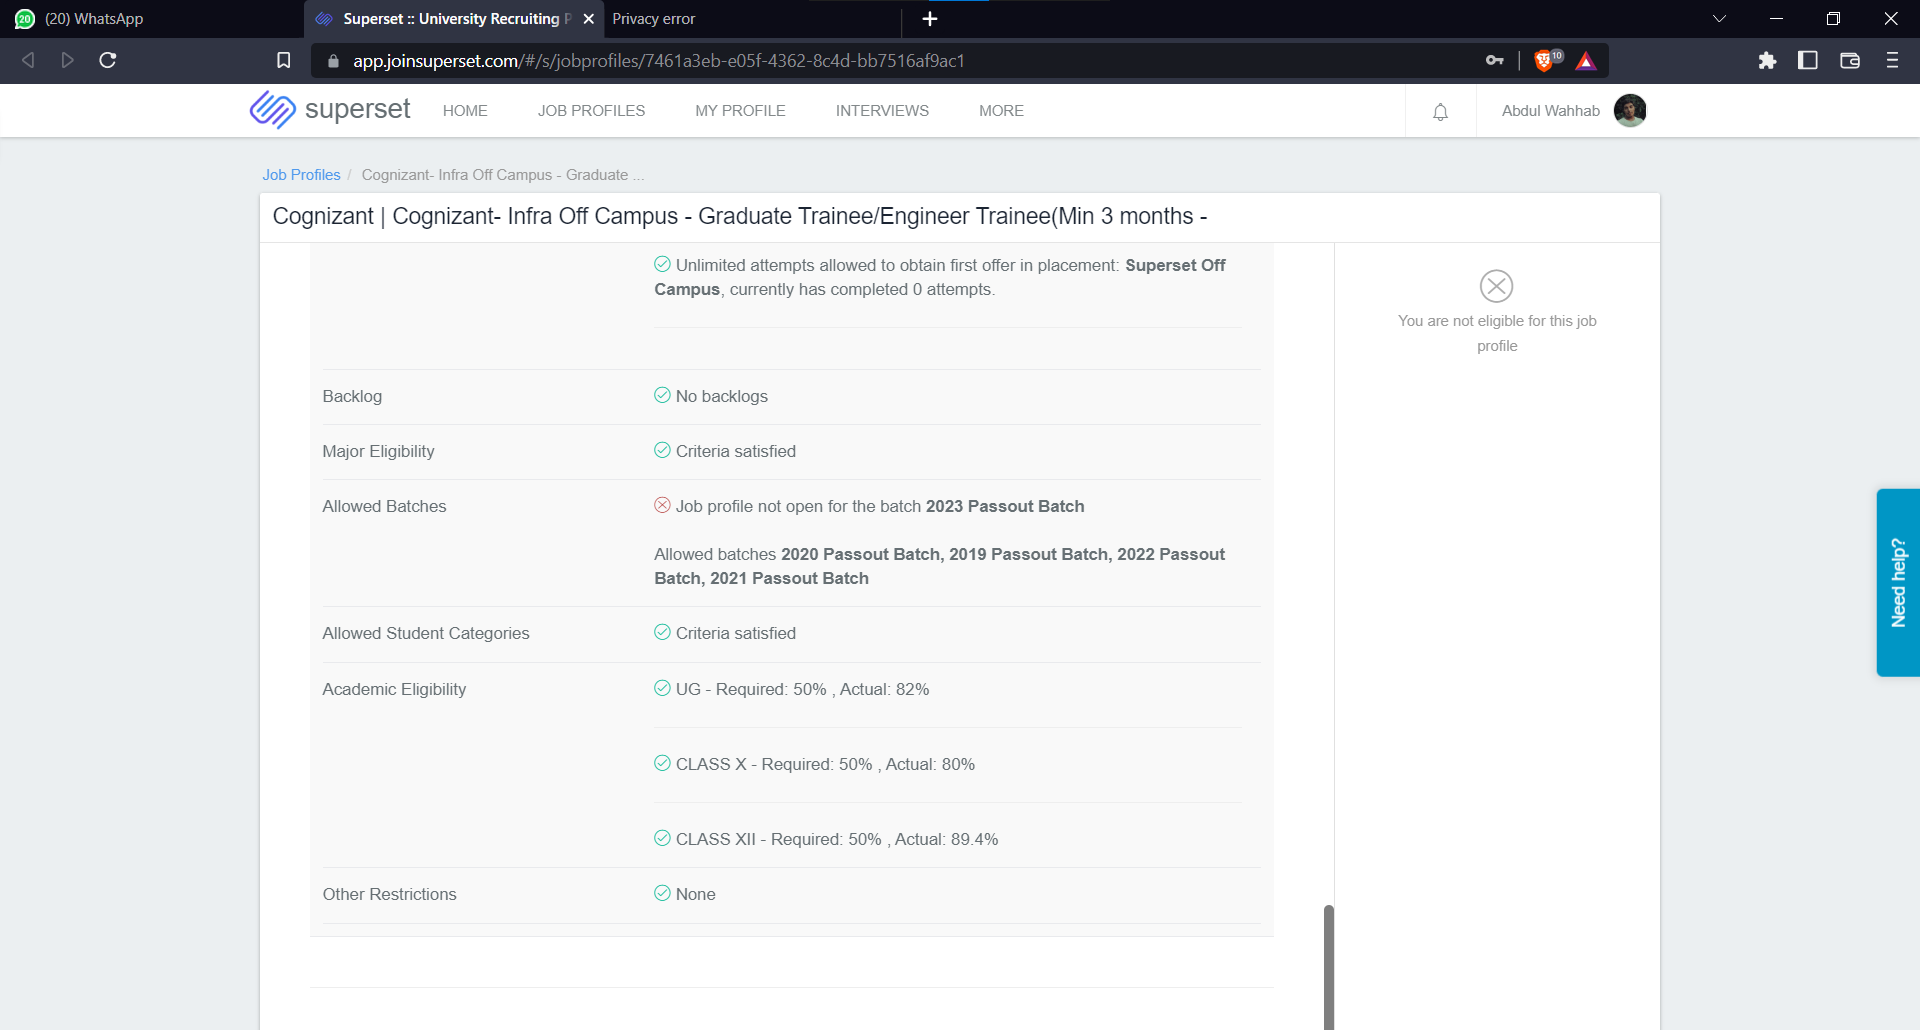 20 (20) WhatsApp
Superset :: University Recruiting P
Privacy error
app.joinsuperset.com/#/s/jobprofiles/7461a3eb-e05f-4362-8c4d-bb7516af9ac1
10
superset HOME JOB PROFILES MY PROFILE INTERVIEWS MORE Abdul Wahhab
Job Profiles / Cognizant- Infra Off Campus - Graduate ...
Cognizant | Cognizant- Infra Off Campus - Graduate Trainee/Engineer Trainee(Min 3 months -
Unlimited attempts allowed to obtain first offer in placement: Superset Off
Campus, currently has completed 0 attempts.
You are not eligible for this job
profile
Backlog No backlogs
Major Eligibility Criteria satisfied
Allowed Batches Job profile not open for the batch 2023 Passout Batch
Allowed batches 2020 Passout Batch, 2019 Passout Batch, 2022 Passout
Batch, 2021 Passout Batch
Need help?
Allowed Student Categories Criteria satisfied
Academic Eligibility UG - Required: 50% , Actual: 82%
CLASS X - Required: 50% , Actual: 80%
CLASS XII - Required: 50% , Actual: 89.4%
Other Restrictions None